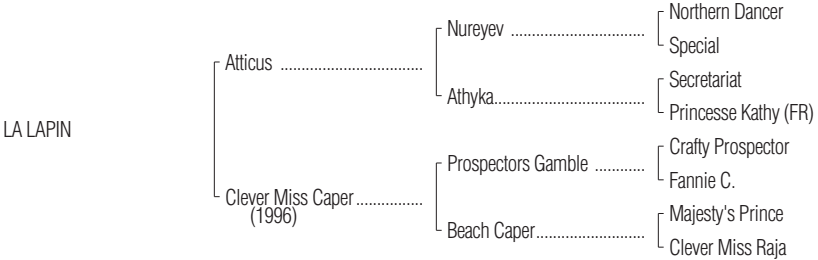 Northern Dancer
Nureyev ..................................
Special
Atticus ....................................
Secretariat
Athyka......................................
Princesse Kathy (FR)
LA LAPIN
Crafty Prospector
Prospectors Gamble ............
Fannie C.
Clever Miss Caper.................
(1996)
Majesty's Prince
Beach Caper...........................
Clever Miss Raja